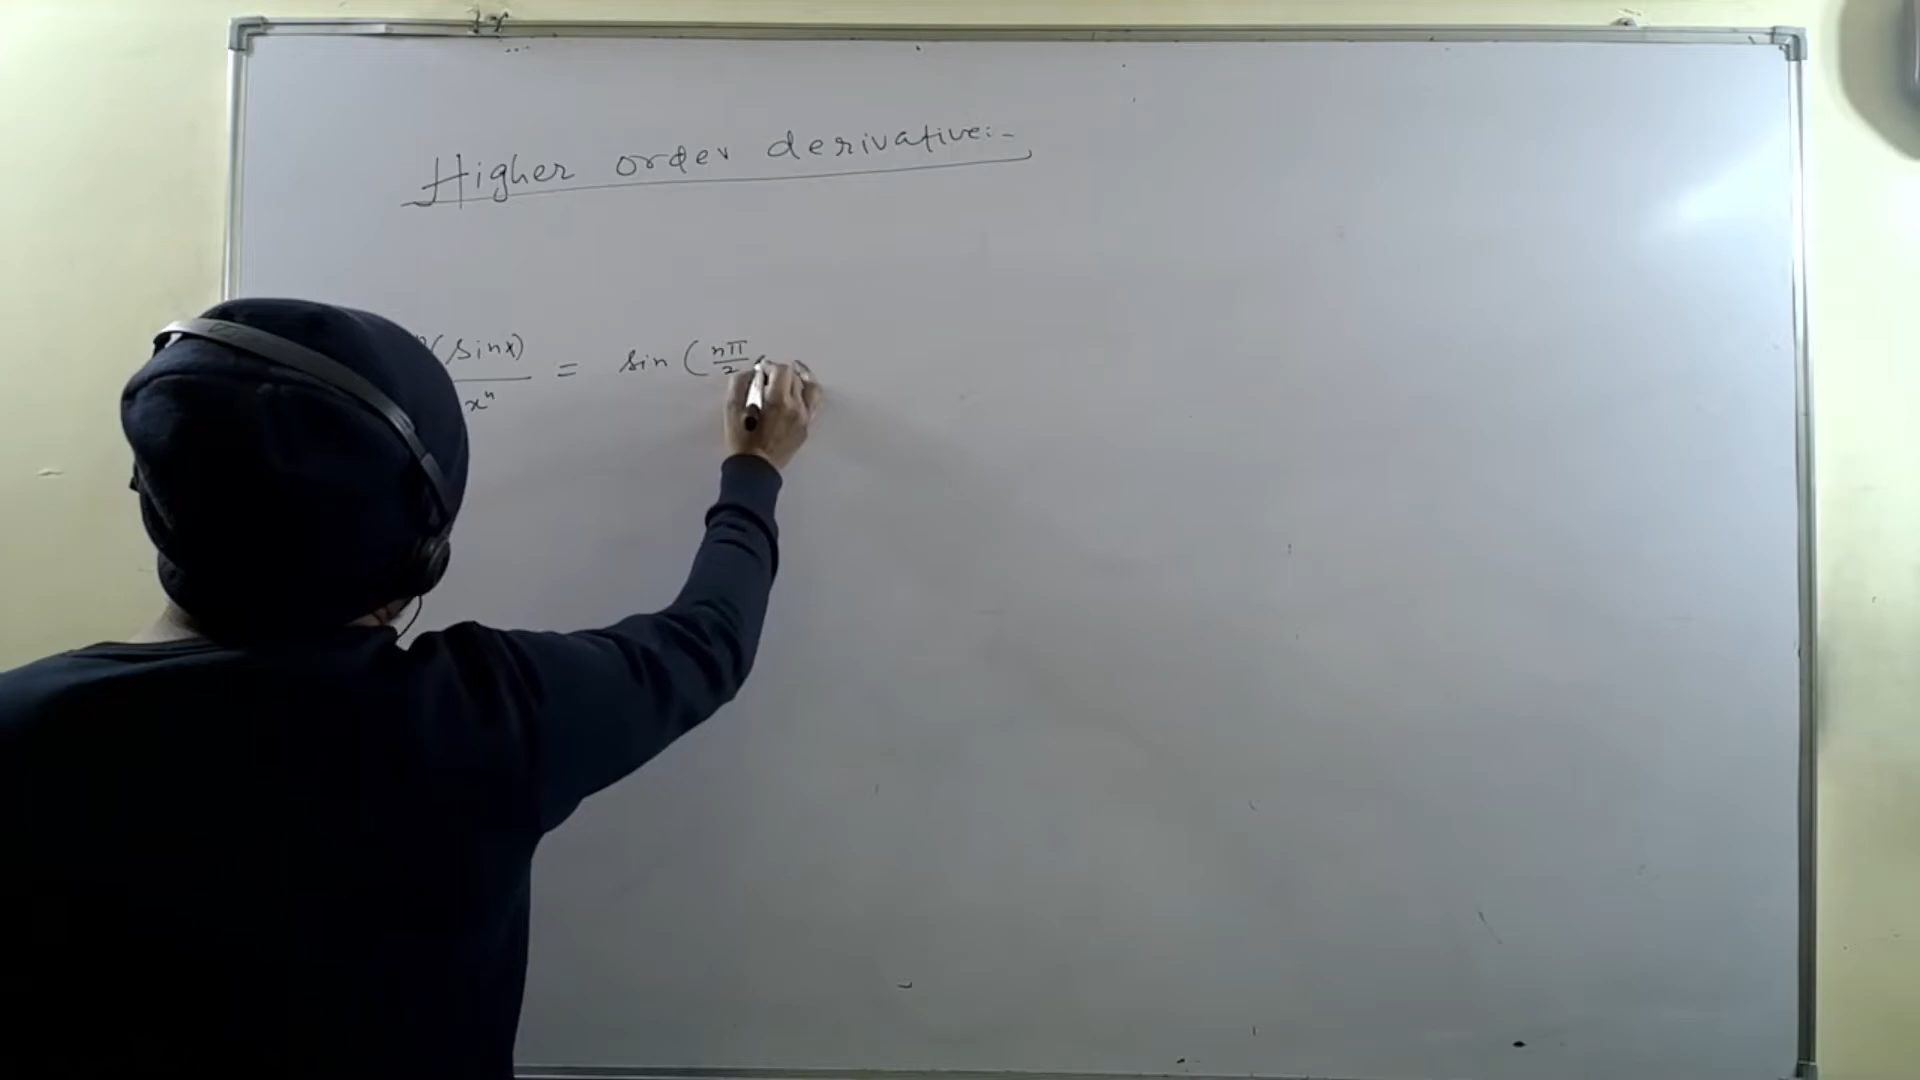 Higher order derivative:-
(sinx) = sin (nπ/2
xⁿ